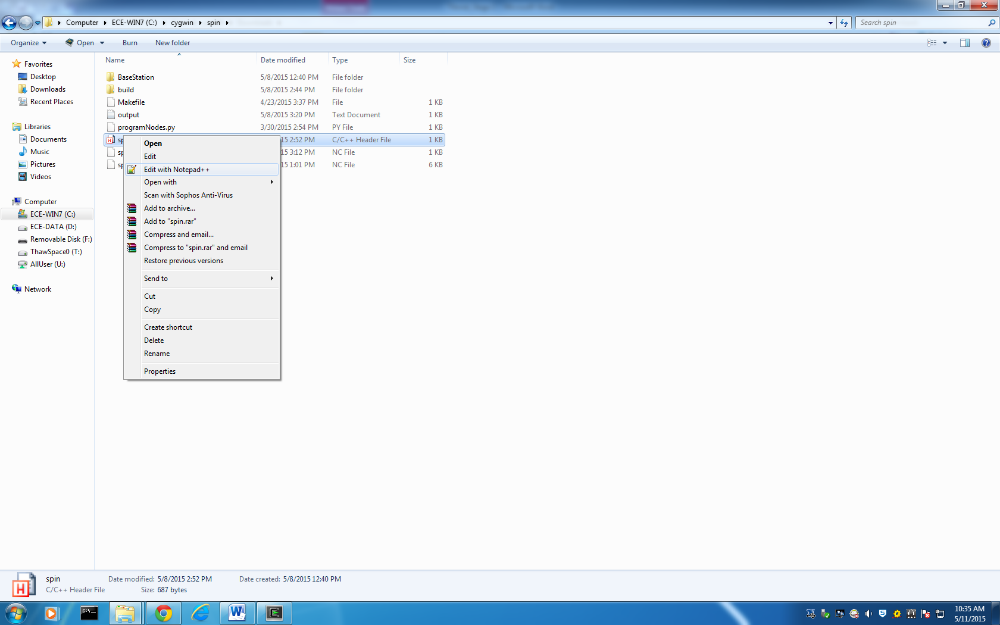 Computer ECE-WIN7 (C:) cygwin spin
Search spin
Organize Open Burn New folder
Name Date modified Type Size
Favorites
Desktop
Downloads
Recent Places
Libraries
Documents
Music
Pictures
Videos
Computer
ECE-WIN7 (C:)
ECE-DATA (D:)
Removable Disk (F:)
ThawSpace0 (T:)
AllUser (U:)
Network
BaseStation 5/8/2015 12:40 PM File folder
build 5/8/2015 2:44 PM File folder
Makefile 4/23/2015 3:37 PM File 1 KB
output 5/8/2015 3:20 PM Text Document 1 KB
programNodes.py 3/30/2015 2:54 PM PY File 1 KB
sp 15 2:52 PM C/C++ Header File 1 KB
sp 15 3:12 PM NC File 1 KB
sp 15 1:01 PM NC File 6 KB
Open
Edit
Edit with Notepad++
Open with
Scan with Sophos Anti-Virus
Add to archive...
Add to "spin.rar"
Compress and email...
Compress to "spin.rar" and email
Restore previous versions
Send to
Cut
Copy
Create shortcut
Delete
Rename
Properties
spin Date modified: 5/8/2015 2:52 PM Date created: 5/8/2015 12:40 PM
C/C++ Header File Size: 687 bytes
10:35 AM
5/11/2015